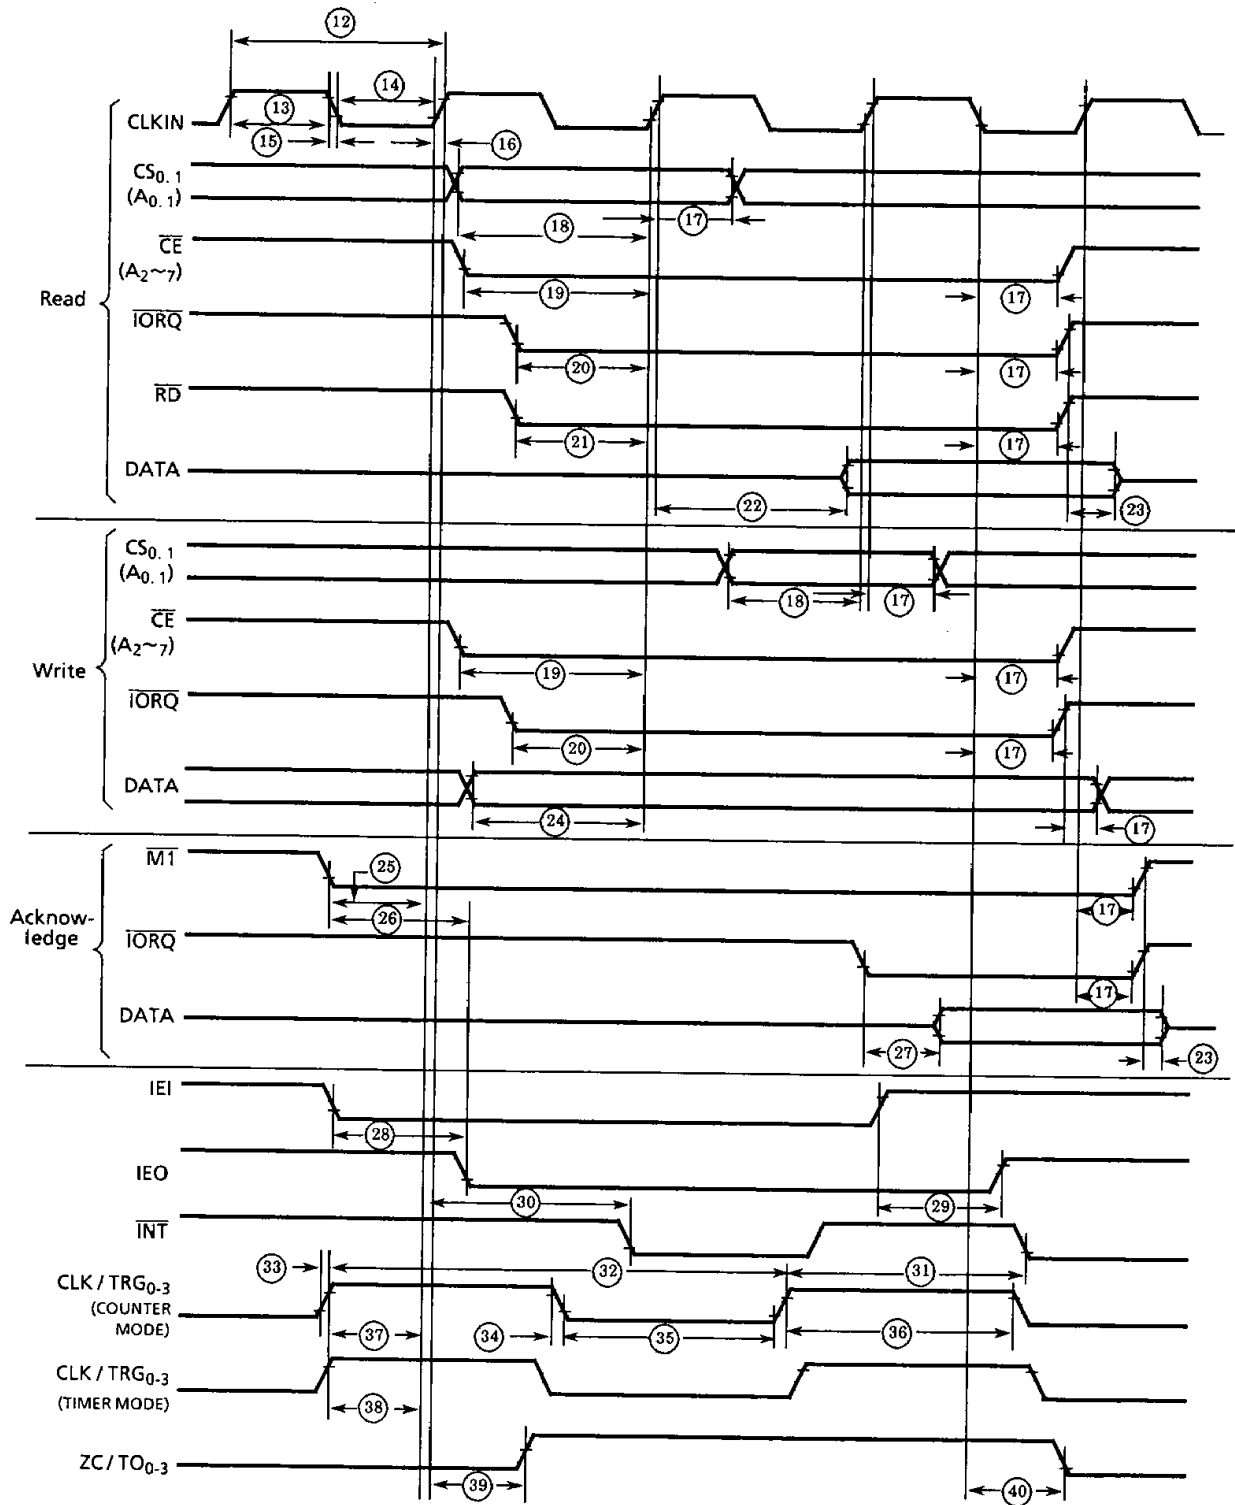 12
14
13
CLKIN
15
16
CS0, 1
(A0, 1)
17
18
CE
(A2~7)
19
17
Read
IORQ
20
17
RD
21
17
DATA
22
23
CS0, 1
(A0, 1)
18
17
CE
(A2~7)
Write
19
17
IORQ
20
17
DATA
24
17
M1
25
Acknow-
ledge
26
17
IORQ
17
DATA
27
23
IEI
28
IEO
30
29
INT
33
32
31
CLK / TRG0-3
(COUNTER
MODE)
37
34
35
36
CLK / TRG0-3
(TIMER MODE)
38
ZC / TO0-3
39
40